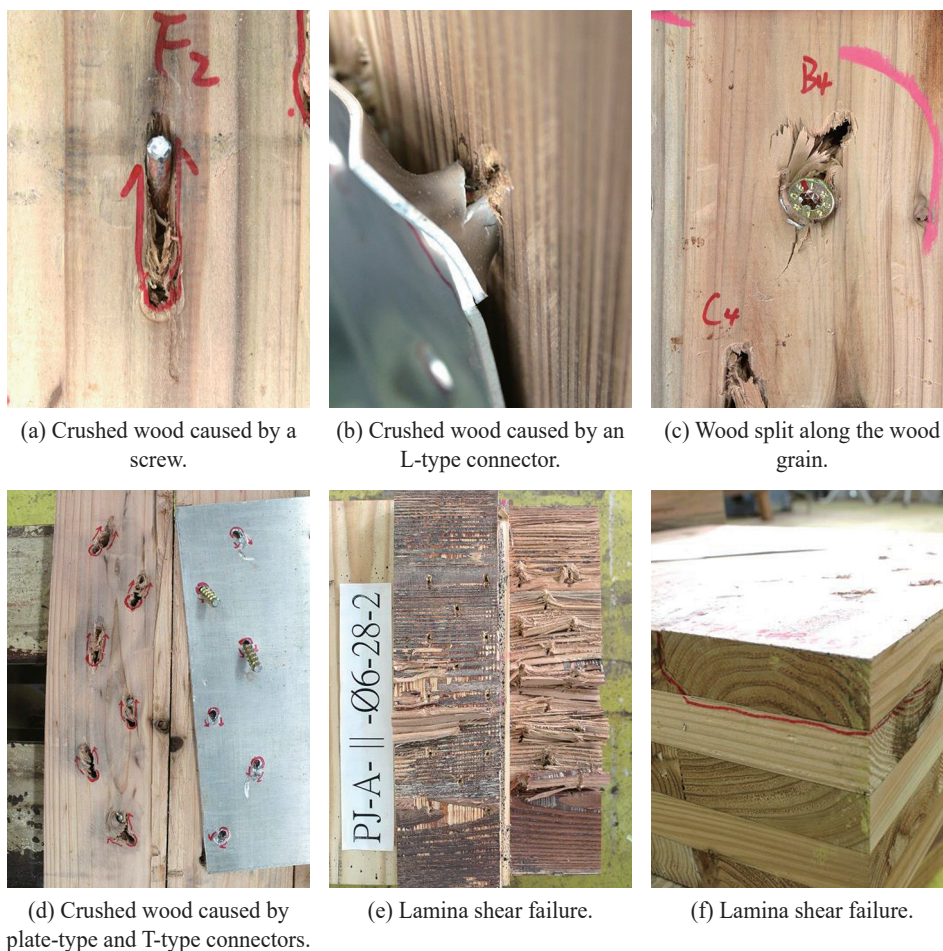 F2
B4
C4
(a) Crushed wood caused by a
screw.
(b) Crushed wood caused by an
L-type connector.
(c) Wood split along the wood
grain.
PJ-A- || -Ø6-28-2
(d) Crushed wood caused by
plate-type and T-type connectors.
(e) Lamina shear failure.
(f) Lamina shear failure.